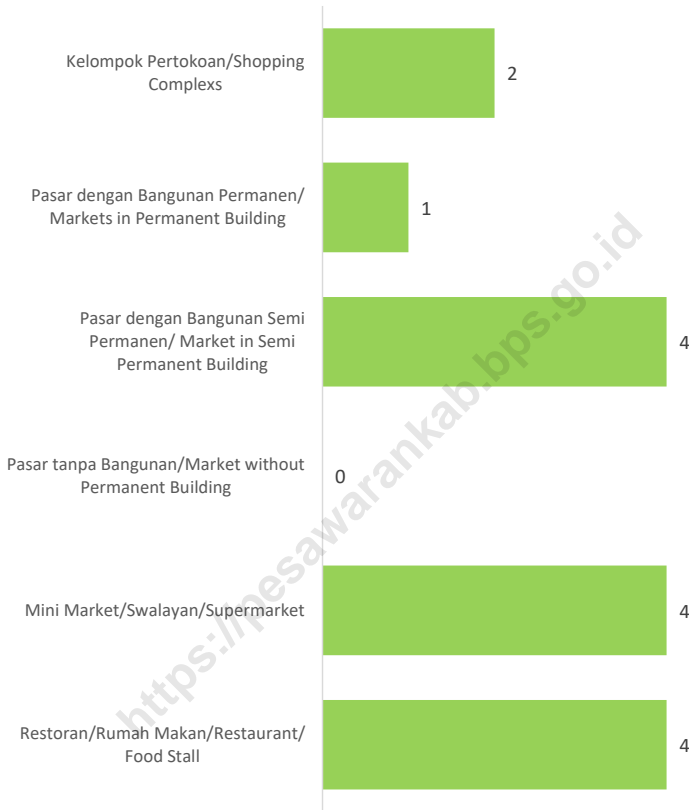 Kelompok Pertokoan/Shopping
Complexs
2
Pasar dengan Bangunan Permanen/
Markets in Permanent Building
1
Pasar dengan Bangunan Semi
Permanen/ Market in Semi
Permanent Building
4
Pasar tanpa Bangunan/Market without
Permanent Building
0
Mini Market/Swalayan/Supermarket
4
Restoran/Rumah Makan/Restaurant/
Food Stall
4
https://pesawarankab.bps.go.id